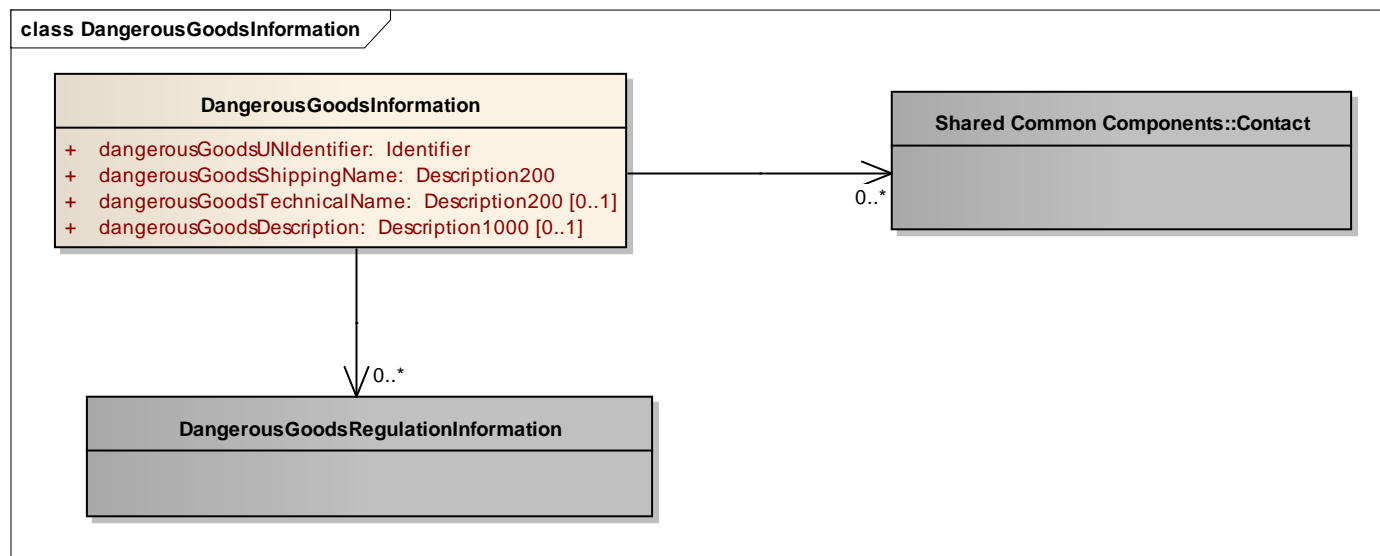 class DangerousGoodsInformation
DangerousGoodsInformation
+ dangerousGoodsUNIdentifier: Identifier
+ dangerousGoodsShippingName: Description200
+ dangerousGoodsTechnicalName: Description200 [0..1]
+ dangerousGoodsDescription: Description1000 [0..1]
Shared Common Components::Contact
0..*
0..*
DangerousGoodsRegulationInformation